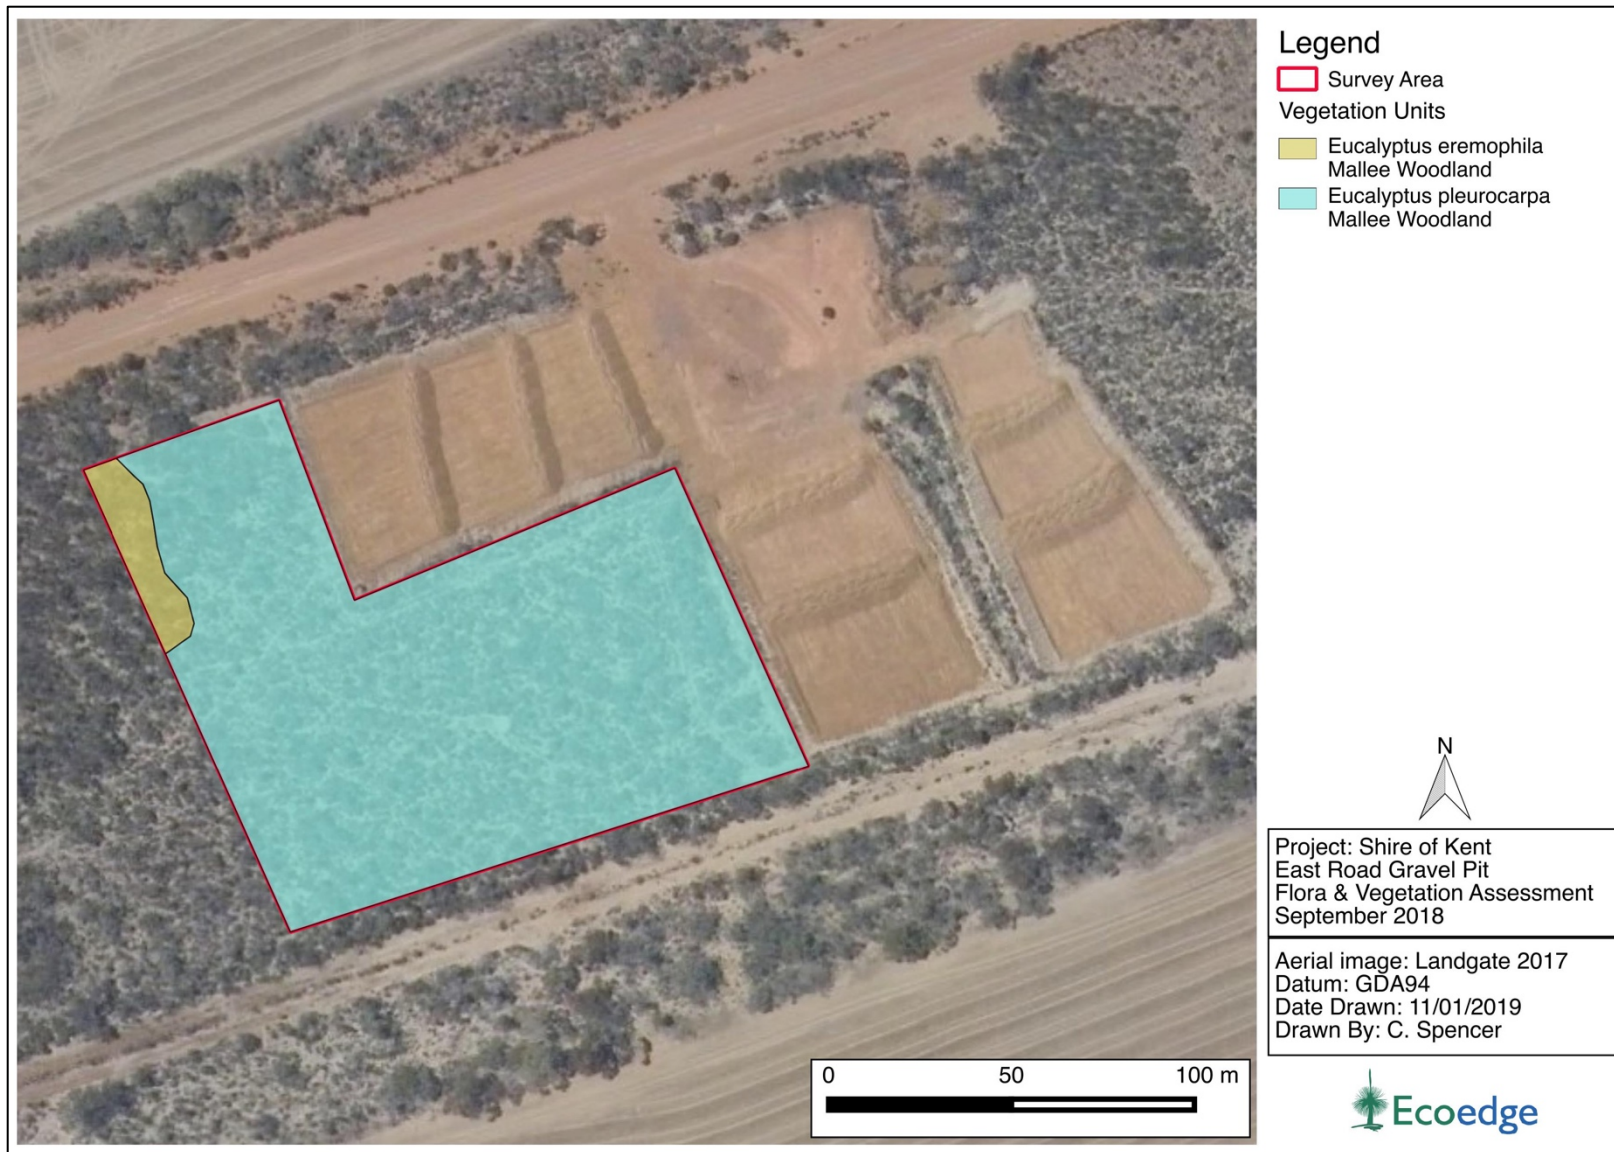 Legend
Survey Area
Vegetation Units
Eucalyptus eremophila
Mallee Woodland
Eucalyptus pleurocarpa
Mallee Woodland
N
Project: Shire of Kent
East Road Gravel Pit
Flora & Vegetation Assessment
September 2018
Aerial image: Landgate 2017
Datum: GDA94
Date Drawn: 11/01/2019
Drawn By: C. Spencer
0 50 100 m
Ecoedge